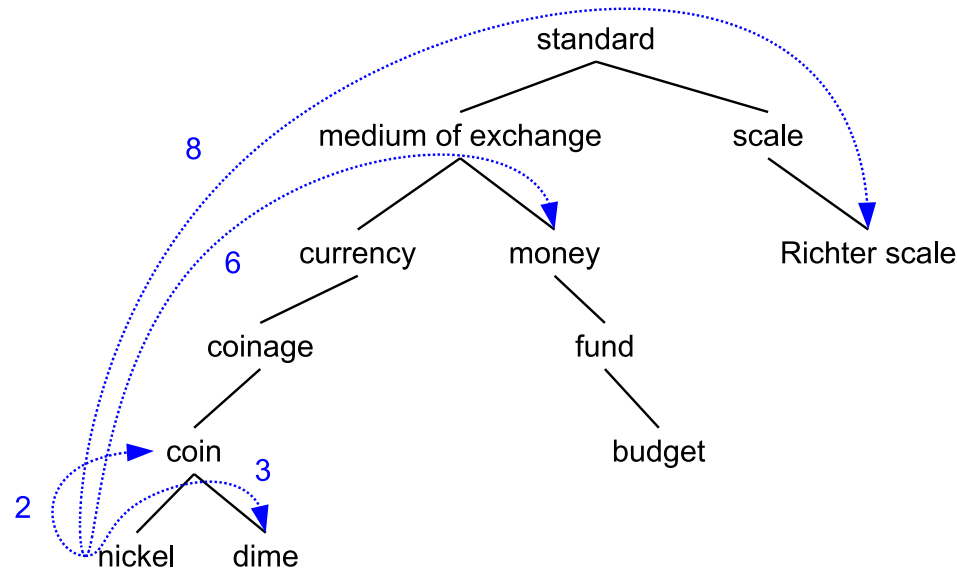 standard
8
medium of exchange scale
6
currency money Richter scale
coinage fund
coin budget
3
2
nickel dime